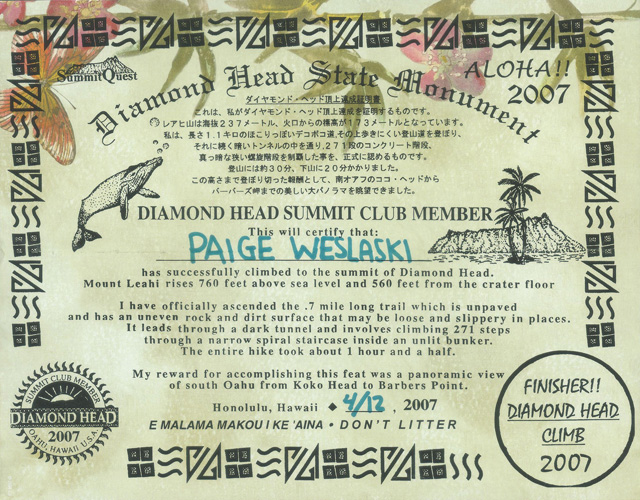 SummitQuest
ALOHA!!
2007
Diamond Head State Monument
ダイヤモンド・ヘッド頂上達成証明書
これは、私がダイヤモンド・ヘッド頂上達成を証明するものです。
レアヒ山は海抜237メートル、火口からの標高が173メートルとなっています。
私は、長さ1.1キロのほこりっぽいデコボコ道、その上歩きにくい登山道を登り、
それに続く暗いトンネルの中を通り、271段のコンクリート階段、
真っ暗な狭い螺旋階段を制覇した事を、正式に認めるものです。
登山には約30分、下山に20分かかりました。
この高さまで登ぼり切った報酬として、南オアフのココ・ヘッドから
バーバーズ岬までの美しい大パノラマを眺望できました。
DIAMOND HEAD SUMMIT CLUB MEMBER
This will certify that:
PAIGE WESLASKI
has successfully climbed to the summit of Diamond Head.
Mount Leahi rises 760 feet above sea level and 560 feet from the crater floor
I have officially ascended the .7 mile long trail which is unpaved
and has an uneven rock and dirt surface that may be loose and slippery in places.
It leads through a dark tunnel and involves climbing 271 steps
through a narrow spiral staircase inside an unlit bunker.
The entire hike took about 1 hour and a half.
My reward for accomplishing this feat was a panoramic view
of south Oahu from Koko Head to Barbers Point.
Honolulu, Hawaii ◆ 4/12, 2007
E MALAMA MAKOU I KE 'AINA • DON'T LITTER
SUMMIT CLUB MEMBER
DIAMOND HEAD
2007
OAHU, HAWAII U.S.A.
FINISHER!!
DIAMOND HEAD
CLIMB
2007